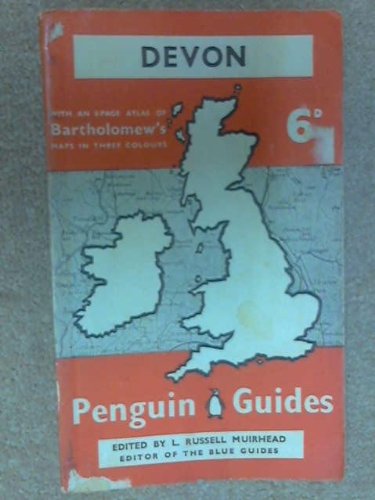 DEVON
WITH AN 8-PAGE ATLAS OF
Bartholomew's
MAPS IN THREE COLOURS
6D
Penguin Guides
EDITED BY L. RUSSELL MUIRHEAD
EDITOR OF THE BLUE GUIDES